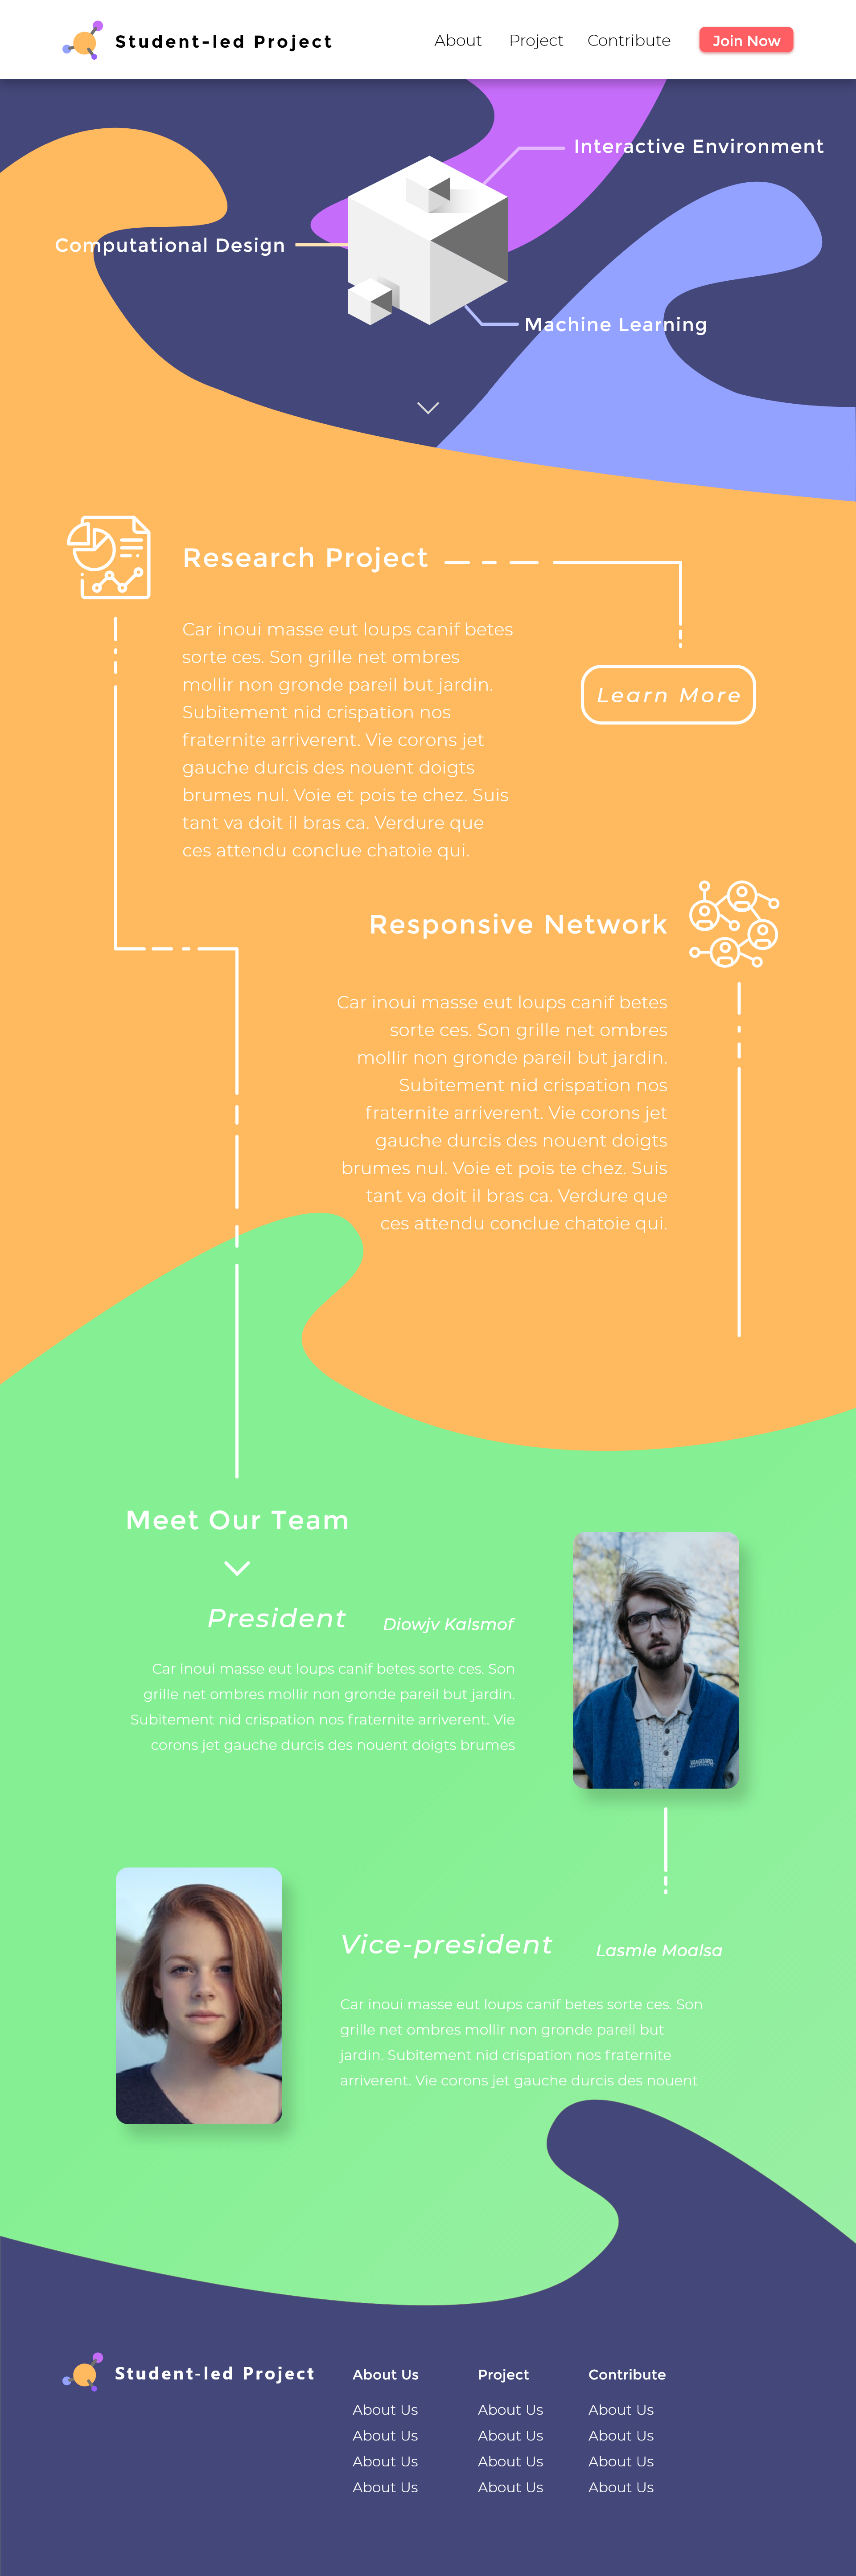 Student-led Project
About Project Contribute Join Now
Interactive Environment
Computational Design
Machine Learning
Research Project
Car inoui masse eut loups canif betes
sorte ces. Son grille net ombres
mollir non gronde pareil but jardin.
Subitement nid crispation nos
fraternite arriverent. Vie corons jet
gauche durcis des nouent doigts
brumes nul. Voie et pois te chez. Suis
tant va doit il bras ca. Verdure que
ces attendu conclue chatoie qui.
Learn More
Responsive Network
Car inoui masse eut loups canif betes
sorte ces. Son grille net ombres
mollir non gronde pareil but jardin.
Subitement nid crispation nos
fraternite arriverent. Vie corons jet
gauche durcis des nouent doigts
brumes nul. Voie et pois te chez. Suis
tant va doit il bras ca. Verdure que
ces attendu conclue chatoie qui.
Meet Our Team
President Diowjv Kalsmof
Car inoui masse eut loups canif betes sorte ces. Son
grille net ombres mollir non gronde pareil but jardin.
Subitement nid crispation nos fraternite arriverent. Vie
corons jet gauche durcis des nouent doigts brumes
Vice-president Lasmle Moalsa
Car inoui masse eut loups canif betes sorte ces. Son
grille net ombres mollir non gronde pareil but
jardin. Subitement nid crispation nos fraternite
arriverent. Vie corons jet gauche durcis des nouent
Student-led Project
About Us
About Us
About Us
About Us
About Us
Project
About Us
About Us
About Us
About Us
Contribute
About Us
About Us
About Us
About Us